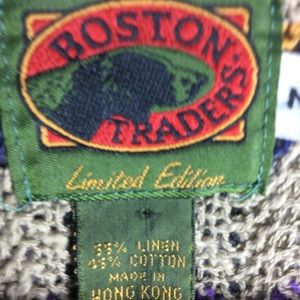 BOSTON
TRADERS
Limited Edition
55% LINEN
45% COTTON
MADE IN
HONG KONG